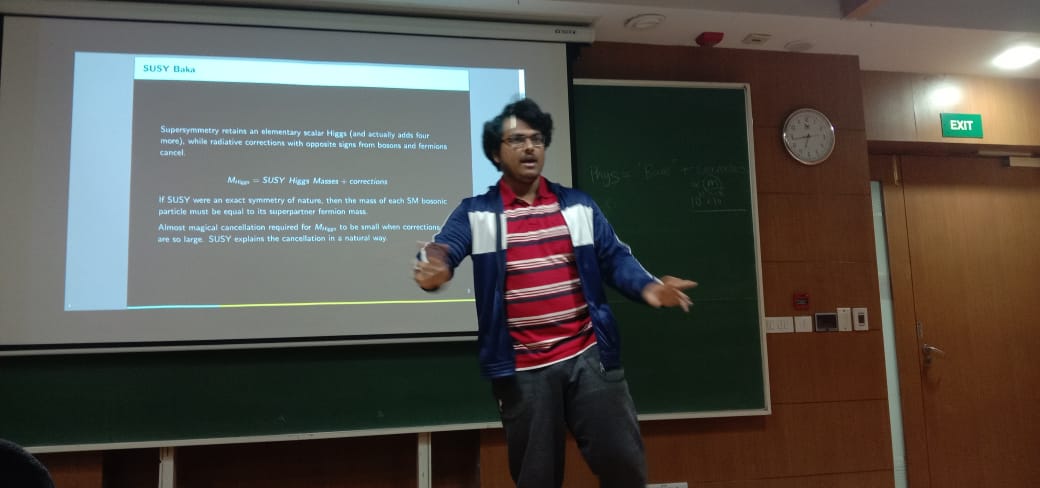 SUSY Baka
Supersymmetry retains an elementary scalar Higgs (and actually adds four
more), while radiative corrections with opposite signs from bosons and fermions
cancel.
M_Higgs = SUSY Higgs Masses + corrections
If SUSY were an exact symmetry of nature, then the mass of each SM bosonic
particle must be equal to its superpartner fermion mass.
Almost magical cancellation required for M_Higgs to be small when corrections
are so large. SUSY explains the cancellation in a natural way.
Phys = "Bare" +
EXIT